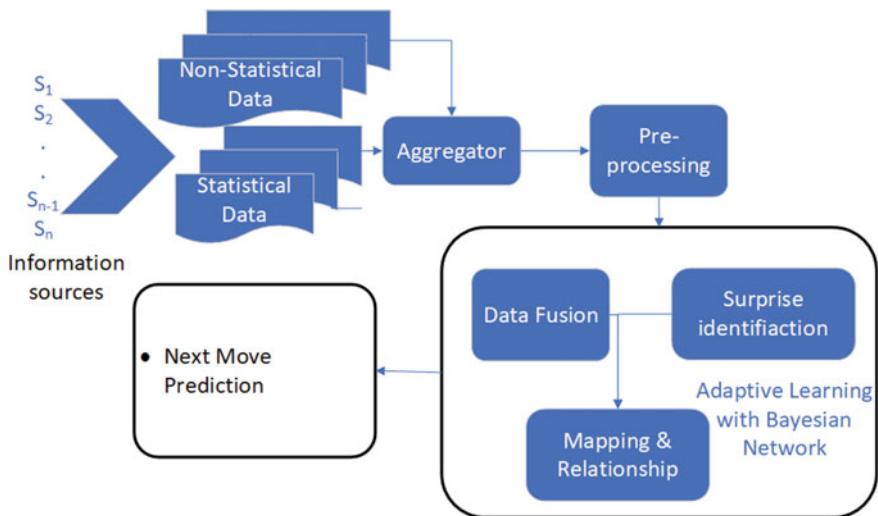 S1
S2
.
.
Sn-1
Sn
Information
sources
Non-Statistical
Data
Statistical
Data
Aggregator
Pre-
processing
Data Fusion
Surprise
identifiaction
Mapping &
Relationship
Adaptive Learning
with Bayesian
Network
• Next Move
Prediction